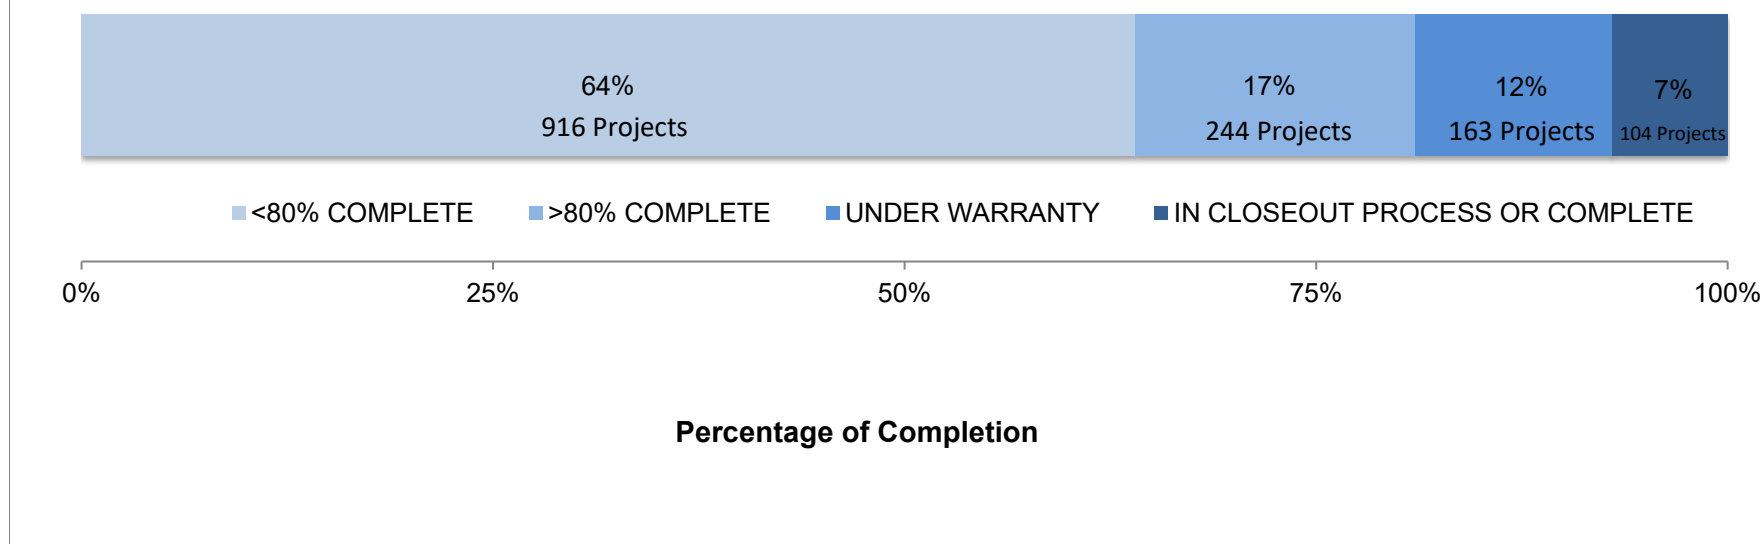 64% 17% 12% 7%
916 Projects 244 Projects 163 Projects 104 Projects
<80% COMPLETE >80% COMPLETE UNDER WARRANTY IN CLOSEOUT PROCESS OR COMPLETE
0% 25% 50% 75% 100%
Percentage of Completion